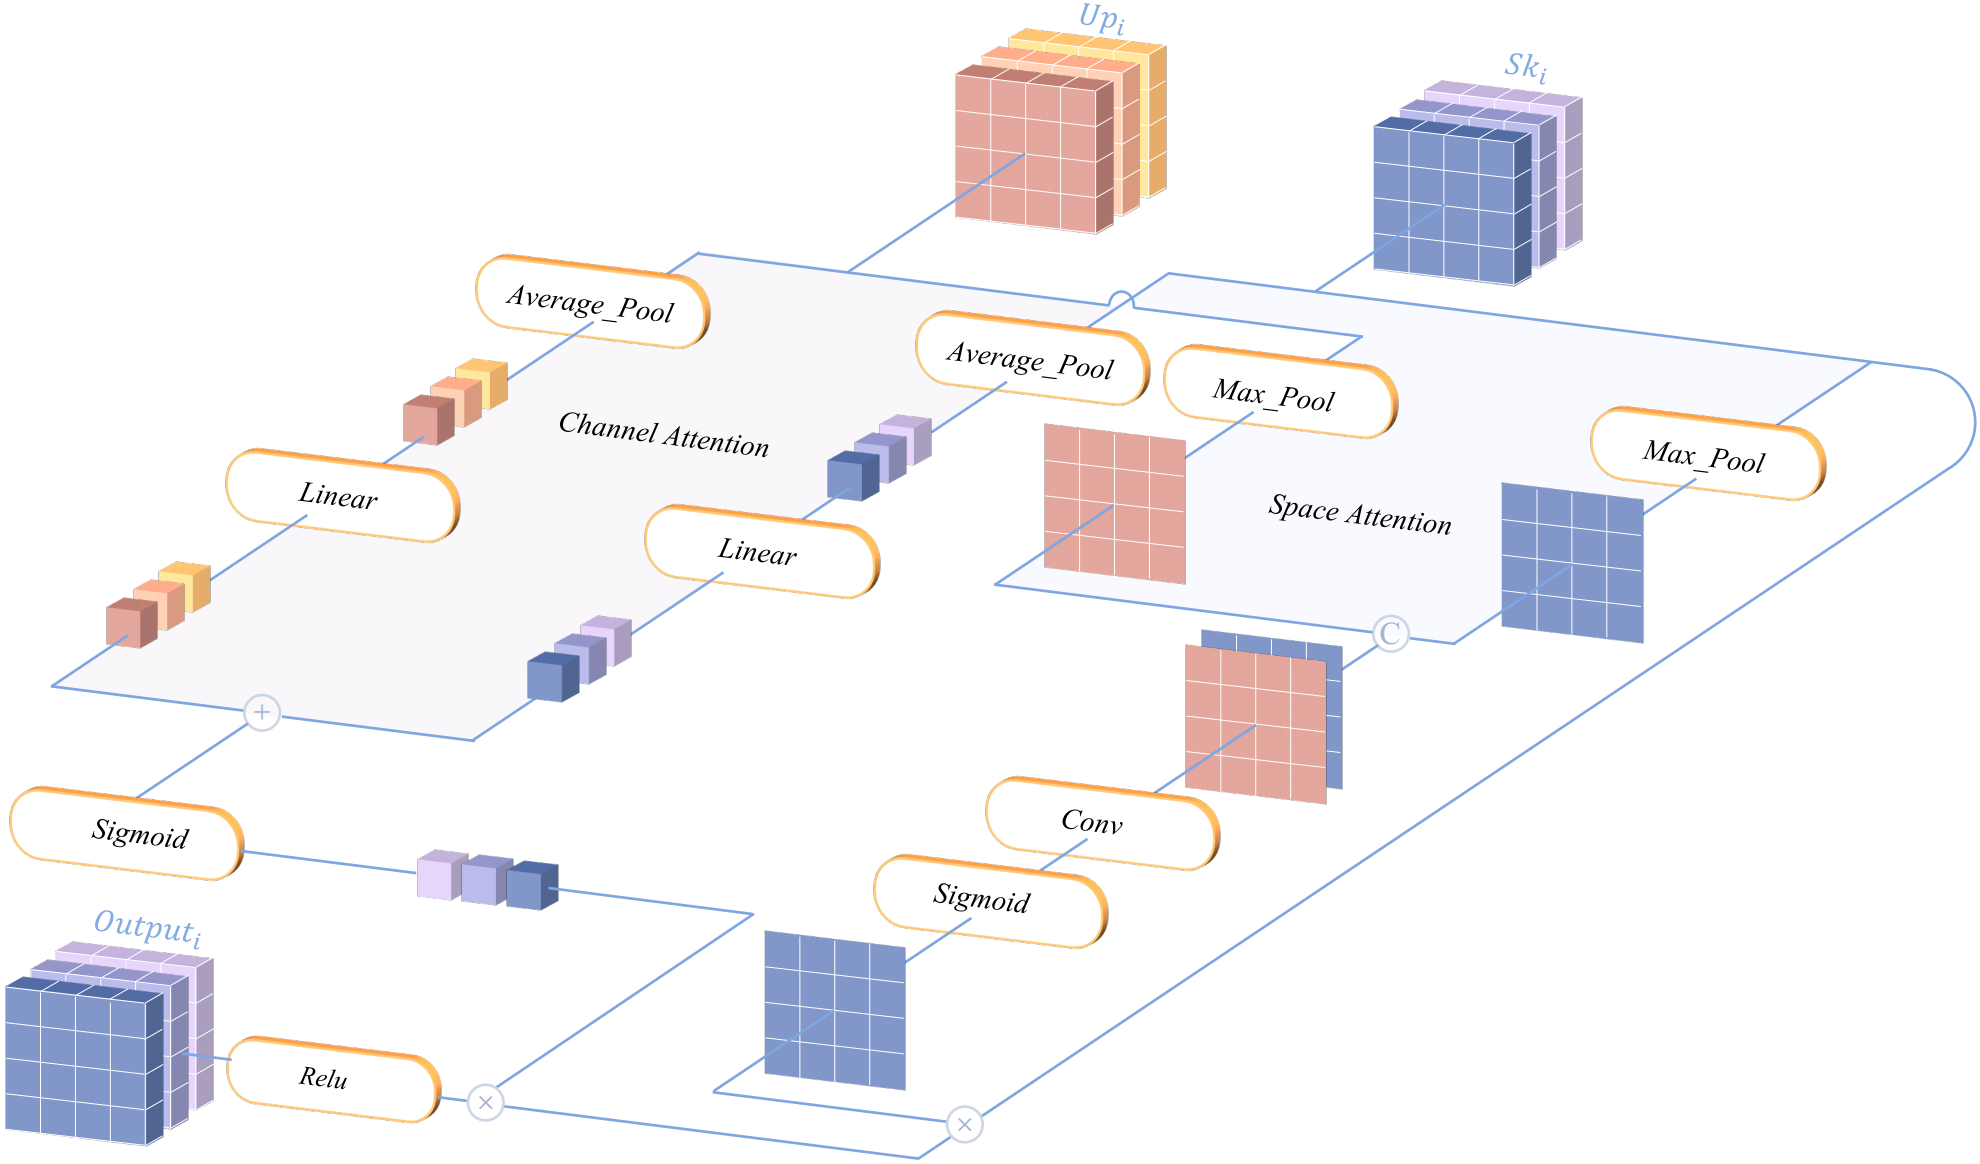 Up_i
Sk_i
Average_Pool
Average_Pool
Max_Pool
Max_Pool
Channel Attention
Linear
Space Attention
Linear
C
+
Sigmoid
Conv
Sigmoid
Output_i
Relu
×
×